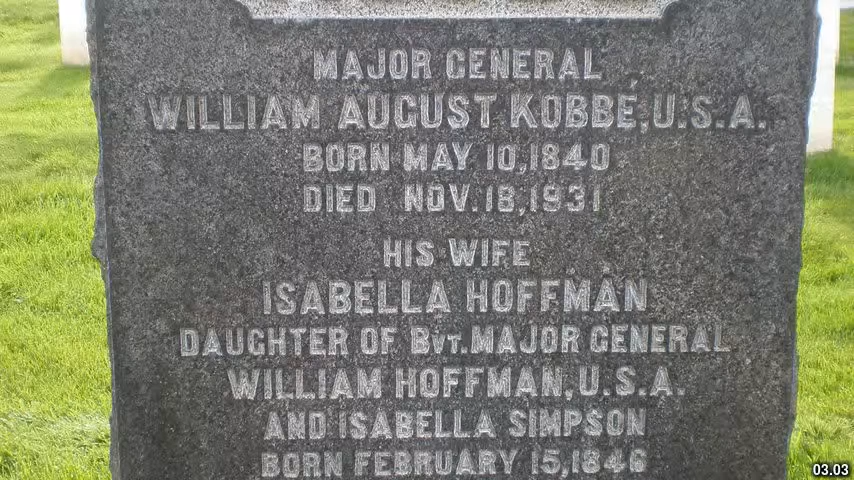 MAJOR GENERAL
WILLIAM AUGUST KOBBÉ, U.S.A.
BORN MAY 10, 1840
DIED NOV. 18, 1931
HIS WIFE
ISABELLA HOFFMAN
DAUGHTER OF BVT. MAJOR GENERAL
WILLIAM HOFFMAN, U.S.A.
AND ISABELLA SIMPSON
BORN FEBRUARY 15, 1846
03.03